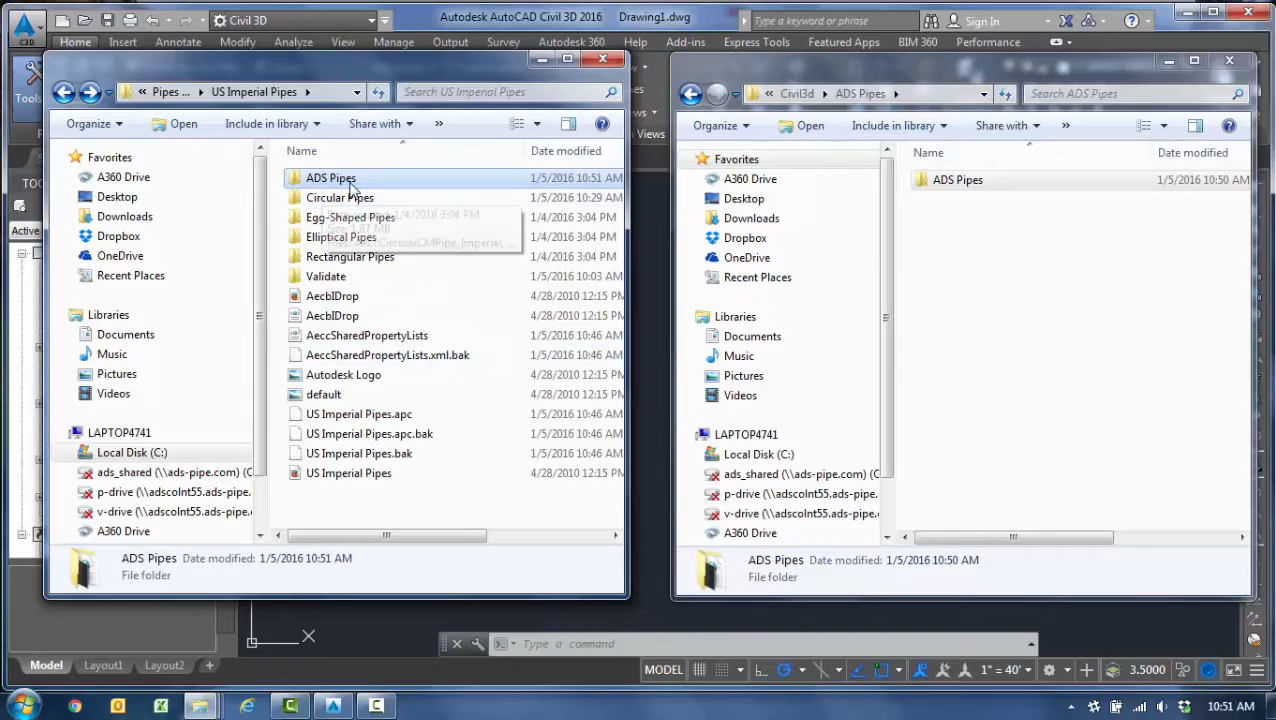 Civil 3D
Autodesk AutoCAD Civil 3D 2016 Drawing1.dwg
Type a keyword or phrase
Sign In
C3D
Home Insert Annotate Modify Analyze View Manage Output Survey Autodesk 360 Help Add-ins Express Tools Featured Apps BIM 360 Performance
Tools
Views
Active
Pipes ... US Imperial Pipes
Search US Imperial Pipes
Organize Open Include in library Share with »
Favorites
A360 Drive
Desktop
Downloads
Dropbox
OneDrive
Recent Places
Libraries
Documents
Music
Pictures
Videos
LAPTOP4741
Local Disk (C:)
ads_shared (\\ads-pipe.com) (C
p-drive (\\adscolnt55.ads-pipe.
v-drive (\\adscolnt55.ads-pipe.
A360 Drive
Name Date modified
ADS Pipes 1/5/2016 10:51 AM
Circular Pipes 1/5/2016 10:29 AM
Egg-Shaped Pipes 1/4/2016 3:04 PM
Elliptical Pipes 1/4/2016 3:04 PM
Rectangular Pipes 1/4/2016 3:04 PM
Validate 1/5/2016 10:03 AM
AecbIDrop 4/28/2010 12:15 PM
AecbIDrop 4/28/2010 12:15 PM
AeccSharedPropertyLists 1/5/2016 10:46 AM
AeccSharedPropertyLists.xml.bak 1/5/2016 10:46 AM
Autodesk Logo 4/28/2010 12:15 PM
default 4/28/2010 12:15 PM
US Imperial Pipes.apc 1/5/2016 10:46 AM
US Imperial Pipes.apc.bak 1/5/2016 10:46 AM
US Imperial Pipes.bak 1/5/2016 10:46 AM
US Imperial Pipes 4/28/2010 12:15 PM
1/4/2016 3:04 PM
Size: 1.87 MB
ADS Pipes Date modified: 1/5/2016 10:51 AM
File folder
Civil3d ADS Pipes
Search ADS Pipes
Organize Open Include in library Share with »
Favorites
A360 Drive
Desktop
Downloads
Dropbox
OneDrive
Recent Places
Libraries
Documents
Music
Pictures
Videos
LAPTOP4741
Local Disk (C:)
ads_shared (\\ads-pipe.com) (C
p-drive (\\adscolnt55.ads-pipe.
v-drive (\\adscolnt55.ads-pipe.
A360 Drive
Name Date modified
ADS Pipes 1/5/2016 10:50 AM
ADS Pipes Date modified: 1/5/2016 10:50 AM
File folder
X
Type a command
Model Layout1 Layout2 +
MODEL 1" = 40' 3.5000
10:51 AM